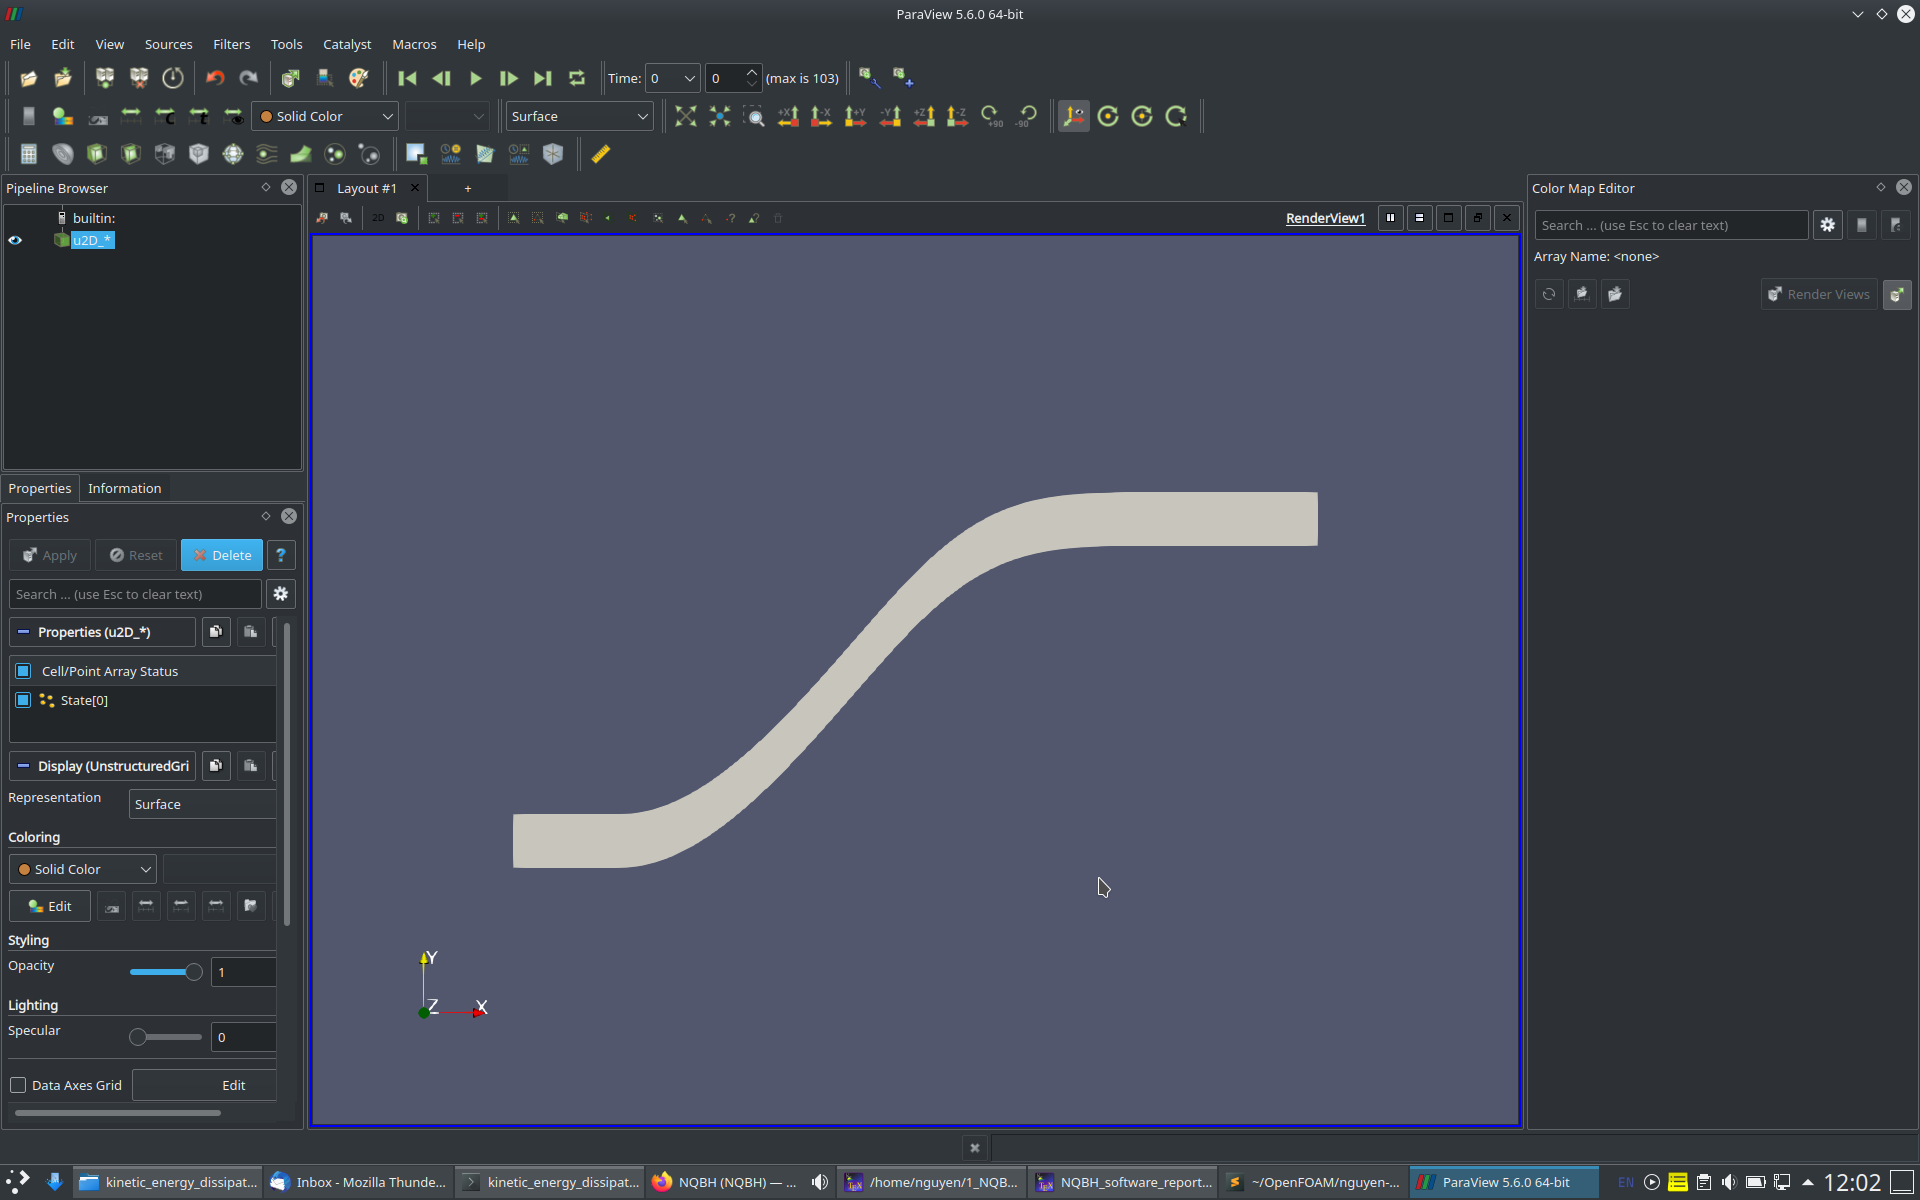 ParaView 5.6.0 64-bit
File Edit View Sources Filters Tools Catalyst Macros Help
Time: 0 0 (max is 103)
Solid Color Surface
+X -X +Y -Y +Z -Z +90 -90
Pipeline Browser
builtin:
u2D_*
Layout #1 +
2D RenderView1
Color Map Editor
Search ... (use Esc to clear text)
Array Name: <none>
Render Views
Properties Information
Properties
Apply Reset Delete ?
Search ... (use Esc to clear text)
Properties (u2D_*)
Cell/Point Array Status
State[0]
Display (UnstructuredGri
Representation Surface
Coloring
Solid Color
Edit
Styling
Opacity 1
Lighting
Specular 0
Data Axes Grid Edit
Y
Z X
kinetic_energy_dissipat... Inbox - Mozilla Thunde... kinetic_energy_dissipat... NQBH (NQBH) — ... /home/nguyen/1_NQB... NQBH_software_report... ~/OpenFOAM/nguyen-... ParaView 5.6.0 64-bit EN 12:02